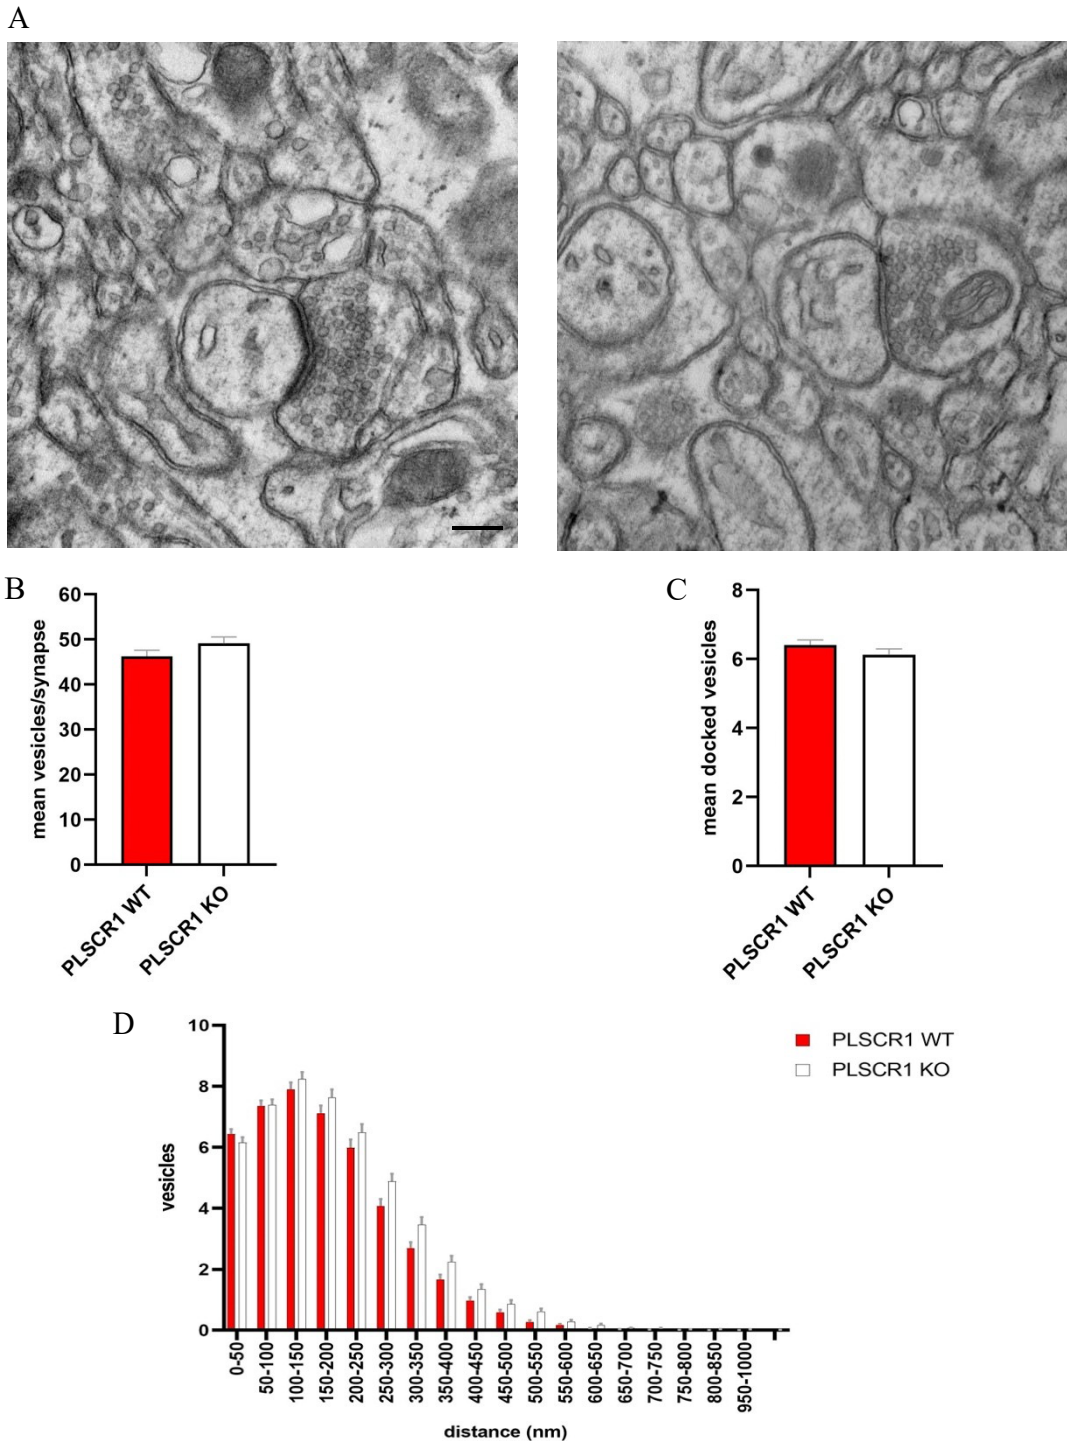 A
B
60
50
40
30
20
10
0
mean vesicles/synapse
PLSCR1 WT
PLSCR1 KO
C
8
6
4
2
0
mean docked vesicles
PLSCR1 WT
PLSCR1 KO
D
10
8
6
4
2
0
vesicles
PLSCR1 WT
PLSCR1 KO
0-50
50-100
100-150
150-200
200-250
250-300
300-350
350-400
400-450
450-500
500-550
550-600
600-650
650-700
700-750
750-800
800-850
950-1000
distance (nm)